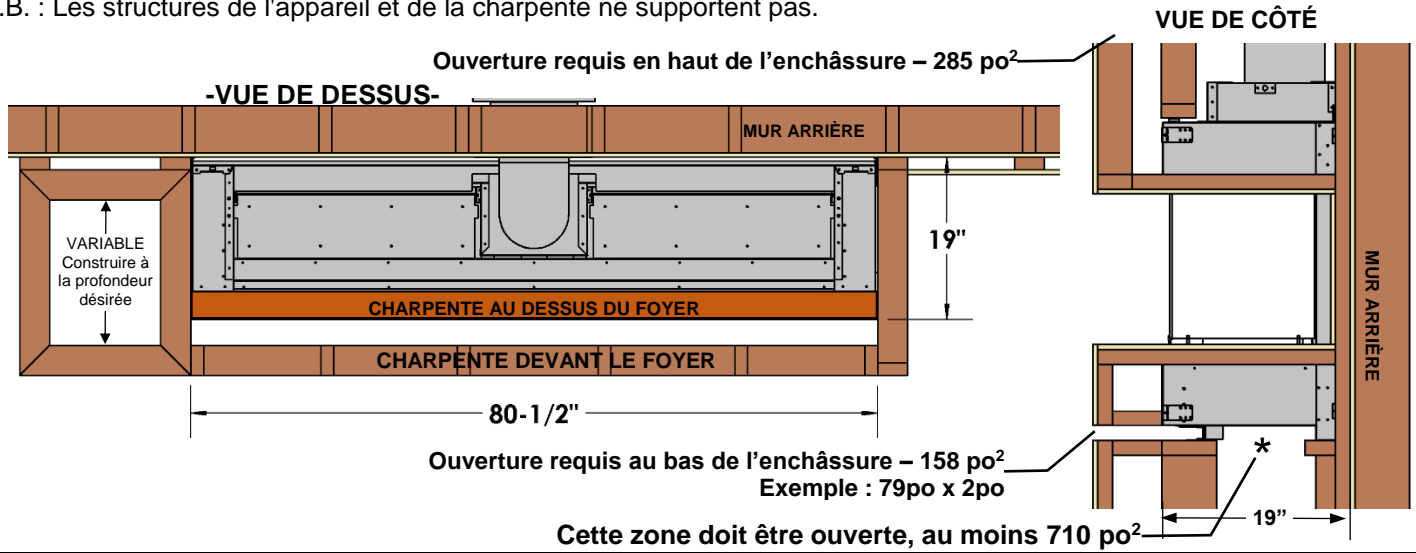 .B. : Les structures de l'appareil et de la charpente ne supportent pas.
VUE DE CÔTÉ
Ouverture requis en haut de l’enchâssure – 285 po²
-VUE DE DESSUS-
MUR ARRIÈRE
VARIABLE
Construire à
la profondeur
désirée
19"
CHARPENTE AU DESSUS DU FOYER
CHARPENTE DEVANT LE FOYER
MUR ARRIÈRE
80-1/2"
Ouverture requis au bas de l’enchâssure – 158 po²
Exemple : 79po x 2po
*
19”
Cette zone doit être ouverte, au moins 710 po²